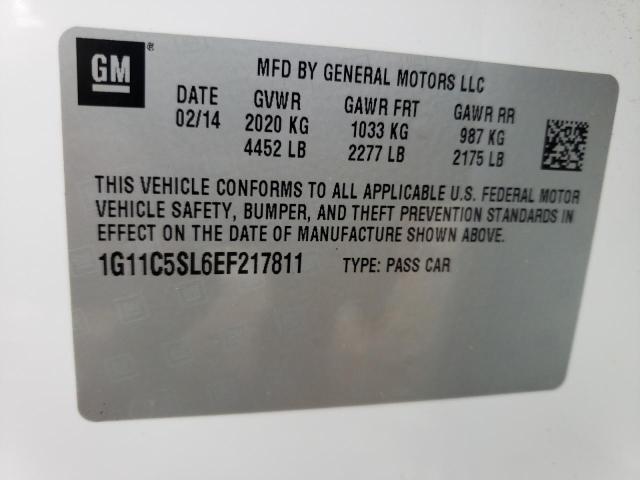 GM ®
MFD BY GENERAL MOTORS LLC
DATE GVWR GAWR FRT GAWR RR
02/14 2020 KG 1033 KG 987 KG
4452 LB 2277 LB 2175 LB
THIS VEHICLE CONFORMS TO ALL APPLICABLE U.S. FEDERAL MOTOR
VEHICLE SAFETY, BUMPER, AND THEFT PREVENTION STANDARDS IN
EFFECT ON THE DATE OF MANUFACTURE SHOWN ABOVE.
1G11C5SL6EF217811 TYPE: PASS CAR